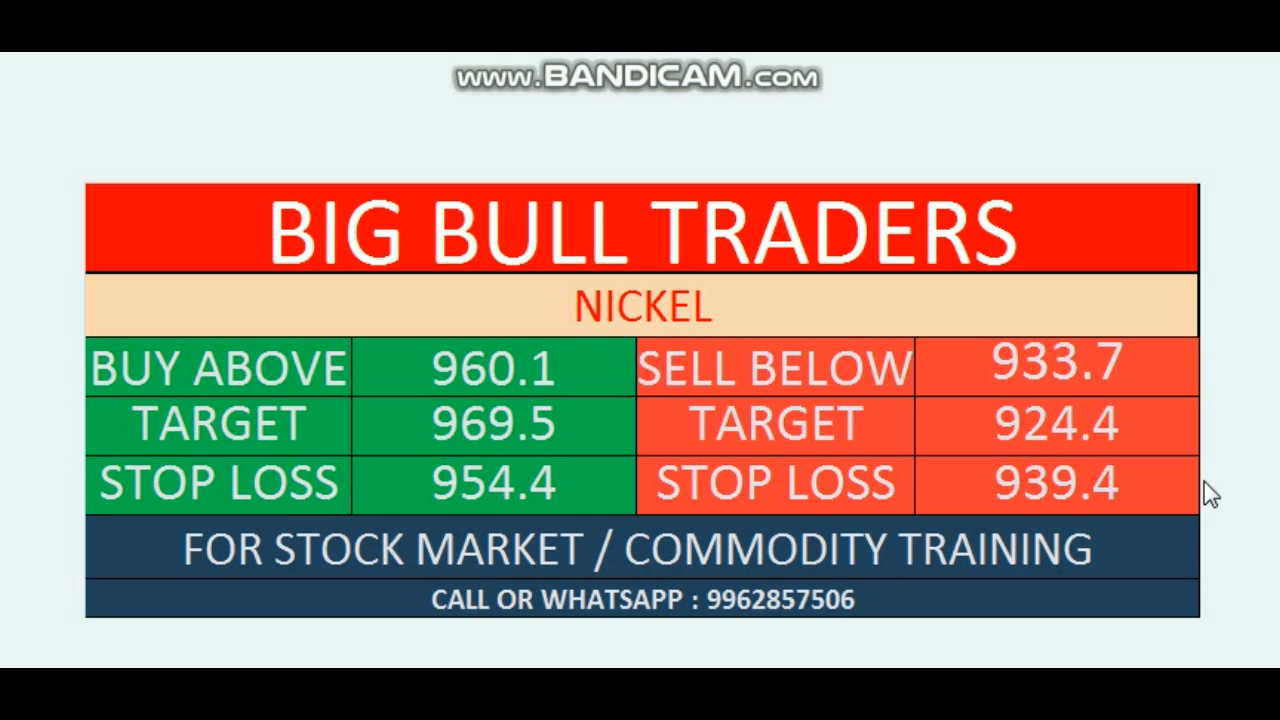 www.BANDICAM.com
BIG BULL TRADERS
NICKEL
BUY ABOVE 960.1 SELL BELOW 933.7
TARGET 969.5 TARGET 924.4
STOP LOSS 954.4 STOP LOSS 939.4
FOR STOCK MARKET / COMMODITY TRAINING
CALL OR WHATSAPP : 9962857506